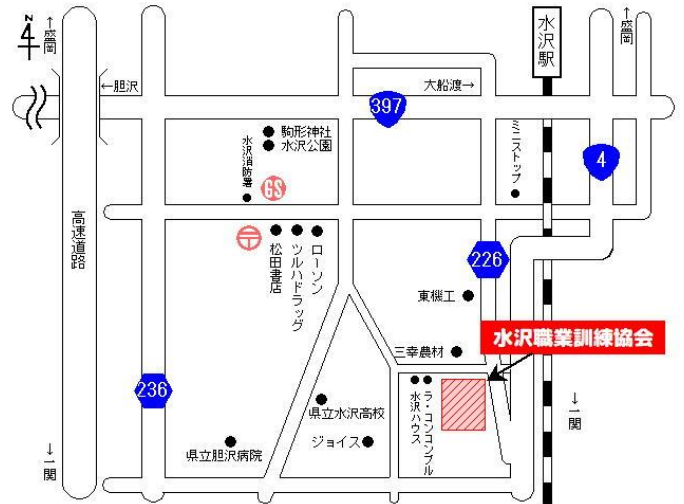 N
↑盛岡
←胆沢
大船渡→
水沢駅
↑盛岡
397
4
駒形神社
水沢公園
水沢消防署
GS
ミニストップ
高速道路
〒
松田書店
ツルハドラッグ
ローソン
226
東機工
水沢職業訓練協会
三幸農材
236
県立水沢高校
水沢ハウス
ラ・コンコンブル
県立胆沢病院
ジョイス
↓一関
↓一関